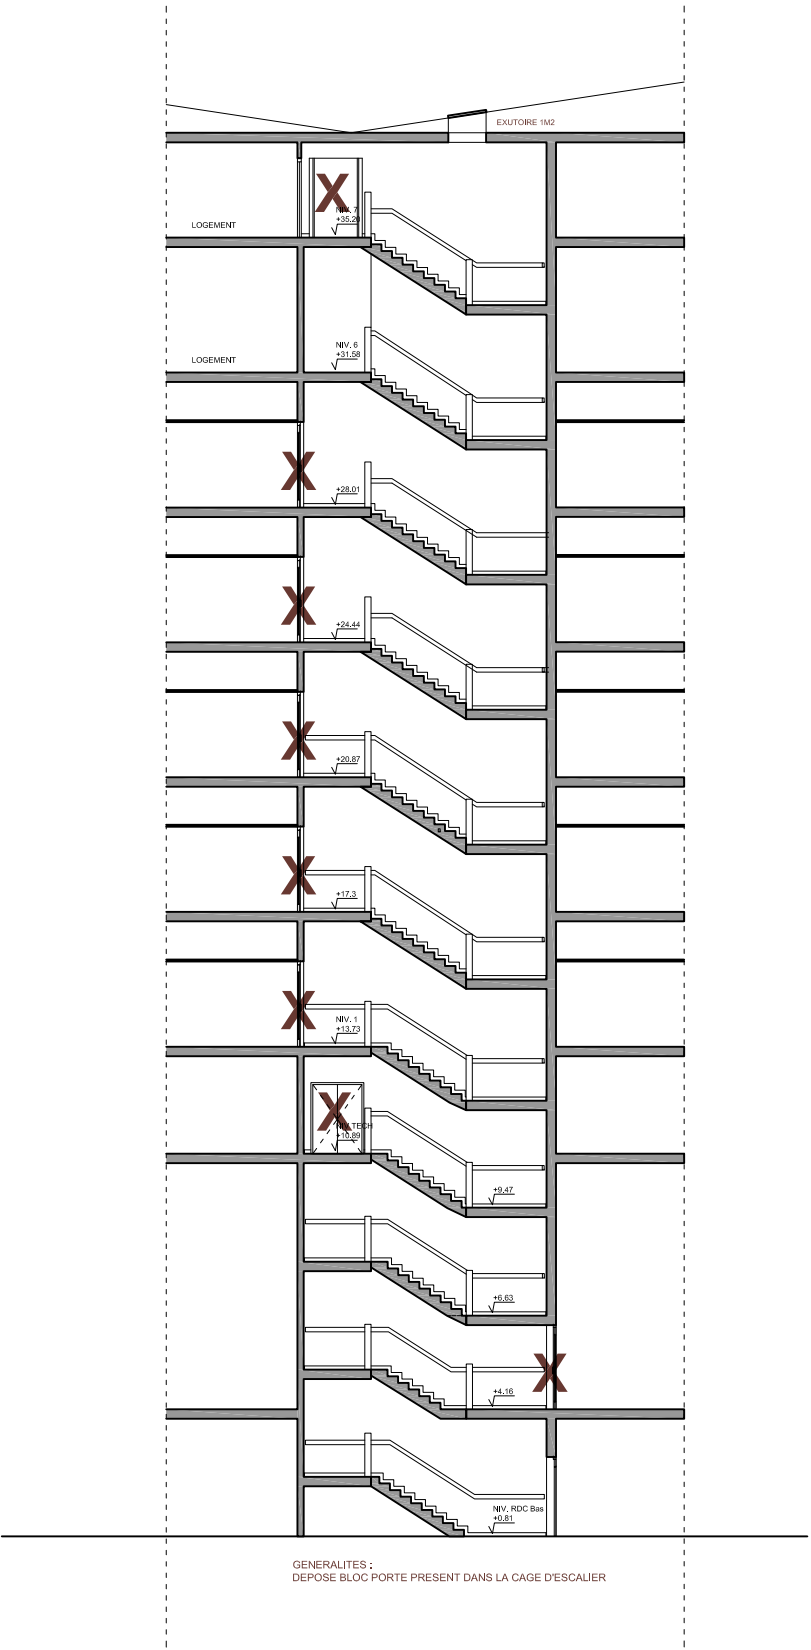 EXUTOIRE 1M2
X
NIV. 7
+35.20
LOGEMENT
NIV. 6
+31.58
LOGEMENT
X
+28.01
X
+24.44
X
+20.87
X
+17.3
X
NIV. 1
+13.73
X
NIV.TECH
+10.89
+9.47
+6.63
X
+4.16
NIV. RDC Bas
+0.81
GENERALITES :
DEPOSE BLOC PORTE PRESENT DANS LA CAGE D'ESCALIER